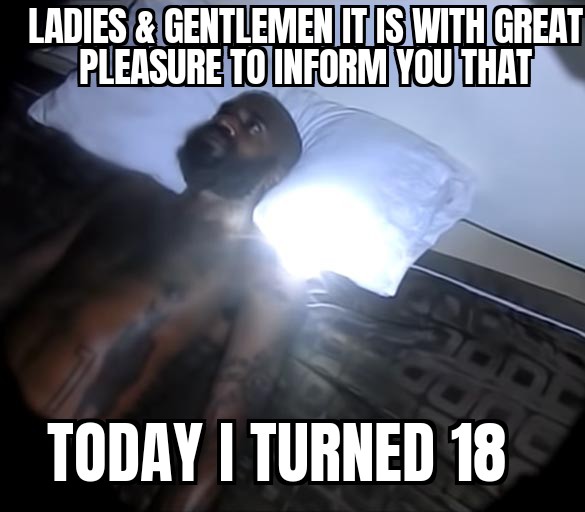 LADIES & GENTLEMEN IT IS WITH GREAT
PLEASURE TO INFORM YOU THAT
TODAY I TURNED 18